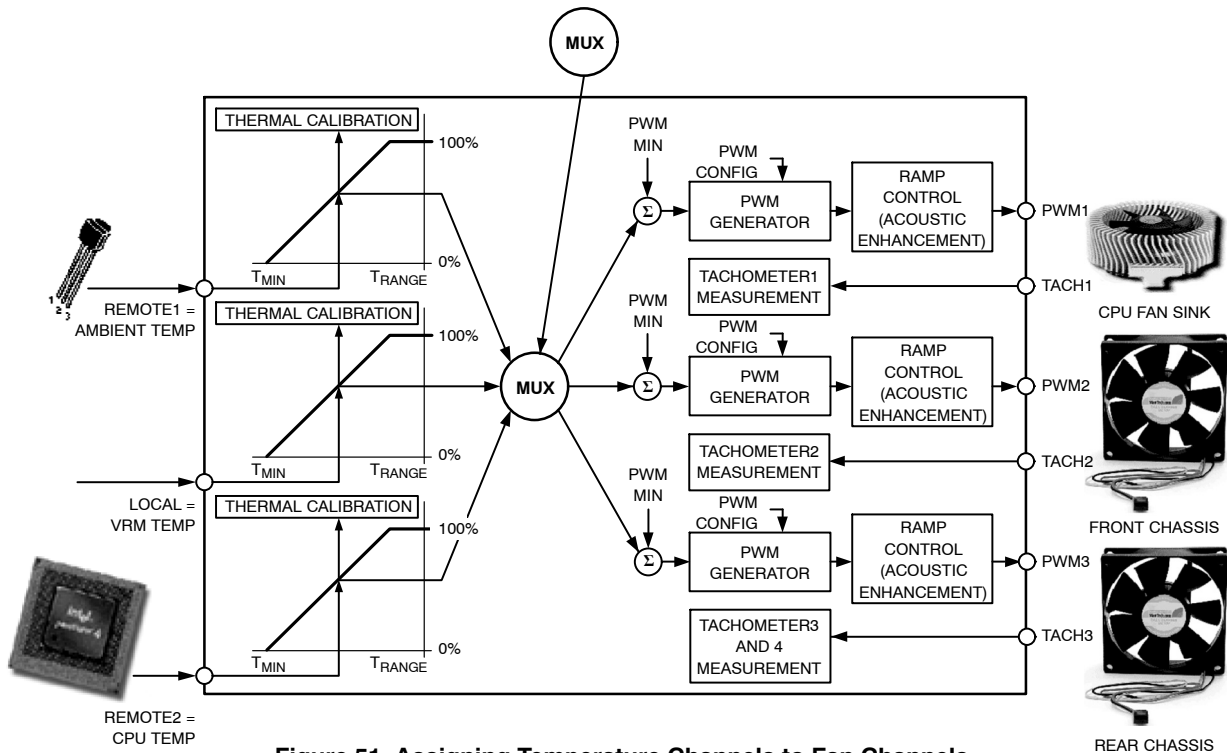 MUX
THERMAL CALIBRATION
100%
0%
TMIN
TRANGE
REMOTE1 =
AMBIENT TEMP
1
2
3
THERMAL CALIBRATION
100%
0%
TMIN
TRANGE
LOCAL =
VRM TEMP
THERMAL CALIBRATION
100%
0%
TMIN
TRANGE
REMOTE2 =
CPU TEMP
intel
MUX
PWM
MIN
Σ
PWM
CONFIG
PWM
GENERATOR
RAMP
CONTROL
(ACOUSTIC
ENHANCEMENT)
PWM1
TACHOMETER1
MEASUREMENT
TACH1
CPU FAN SINK
PWM
MIN
Σ
PWM
CONFIG
PWM
GENERATOR
RAMP
CONTROL
(ACOUSTIC
ENHANCEMENT)
PWM2
TACHOMETER2
MEASUREMENT
TACH2
FRONT CHASSIS
PWM
MIN
Σ
PWM
CONFIG
PWM
GENERATOR
RAMP
CONTROL
(ACOUSTIC
ENHANCEMENT)
PWM3
TACHOMETER3
AND 4
MEASUREMENT
TACH3
REAR CHASSIS
Figure 51. Assigning Temperature Channels to Fan Channels